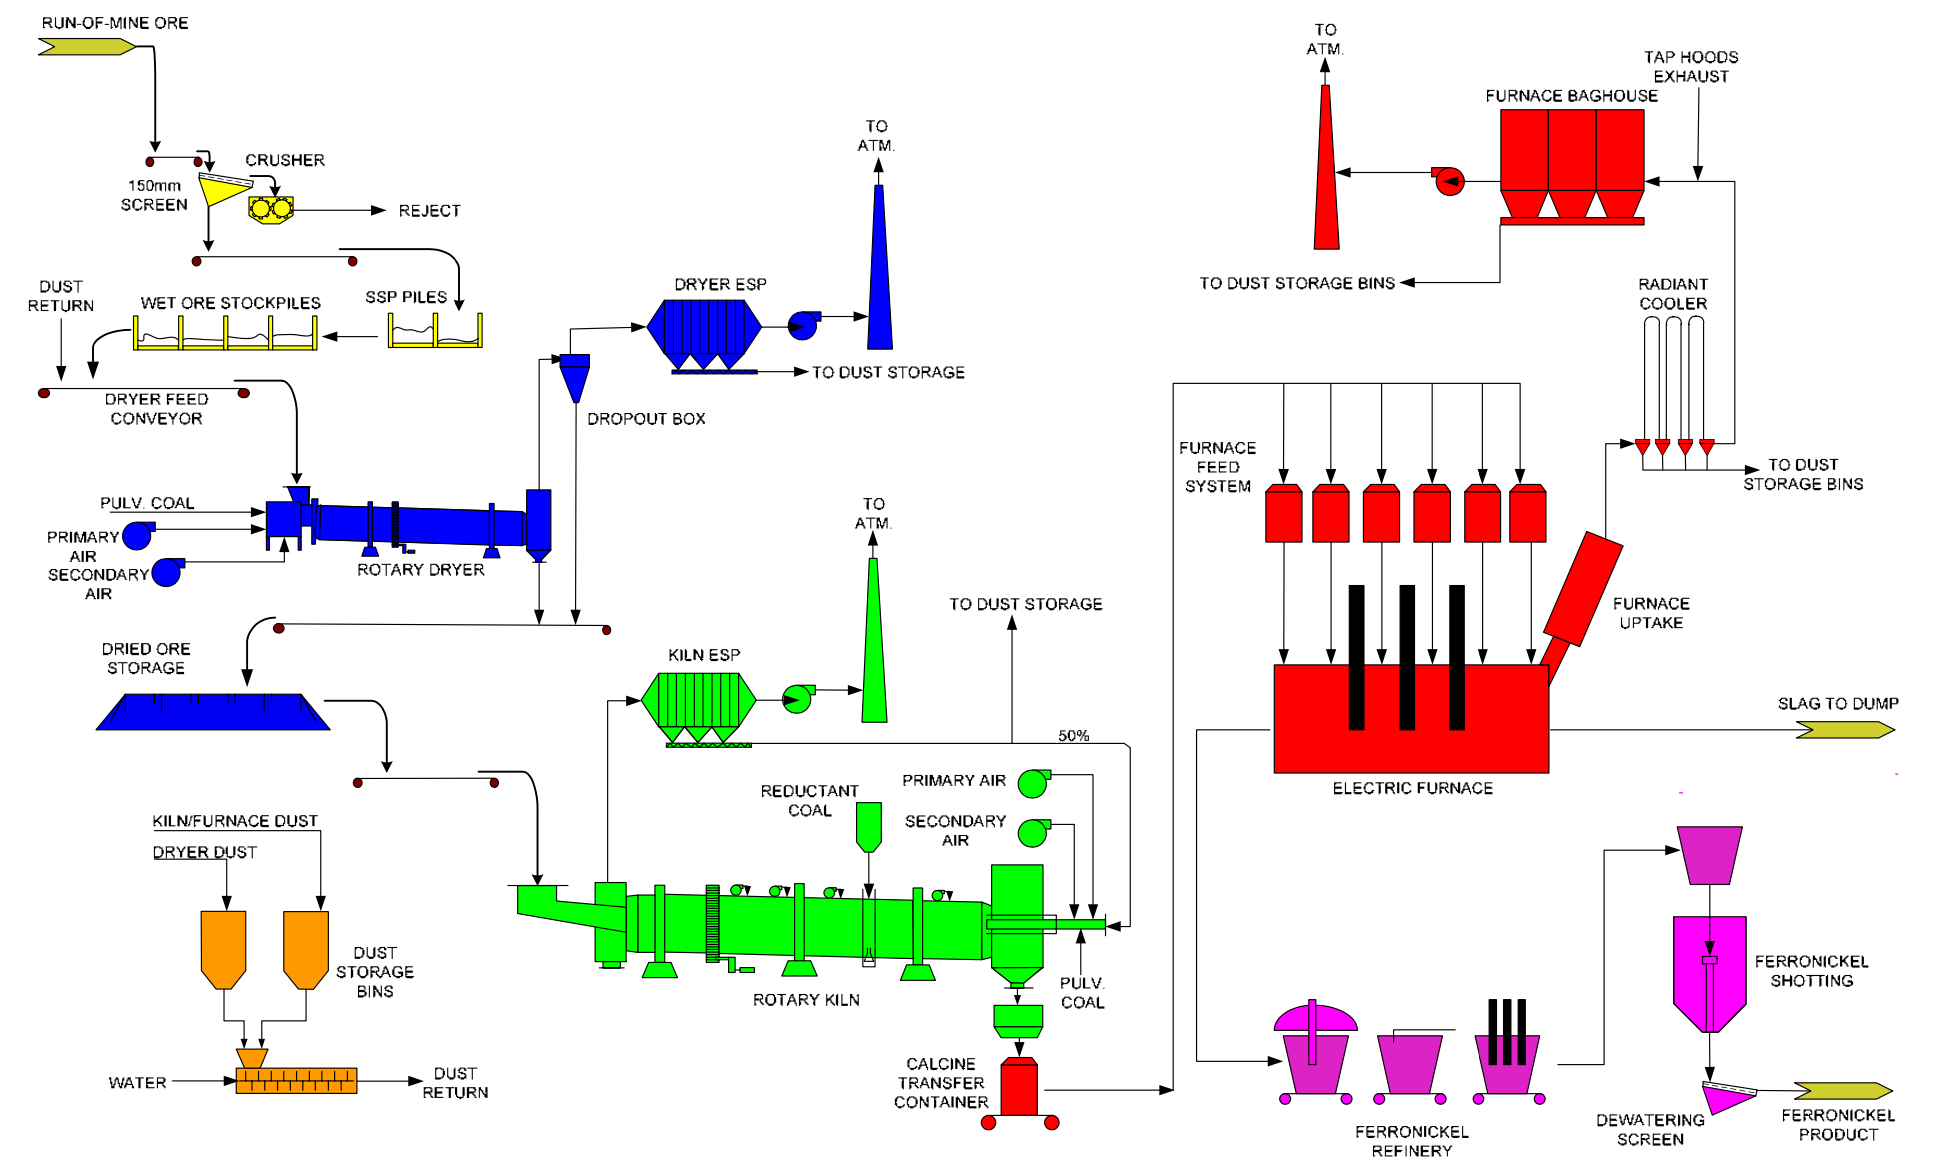 RUN-OF-MINE ORE
CRUSHER
150mm
SCREEN
REJECT
DUST
RETURN
WET ORE STOCKPILES
SSP PILES
DRYER FEED
CONVEYOR
DRYER ESP
TO
ATM.
TO DUST STORAGE
DROPOUT BOX
PULV. COAL
PRIMARY
AIR
SECONDARY
AIR
ROTARY DRYER
DRIED ORE
STORAGE
KILN ESP
TO
ATM.
TO DUST STORAGE
50%
PRIMARY AIR
SECONDARY
AIR
REDUCTANT
COAL
KILN/FURNACE DUST
DRYER DUST
DUST
STORAGE
BINS
WATER
DUST
RETURN
ROTARY KILN
PULV.
COAL
CALCINE
TRANSFER
CONTAINER
TO
ATM.
TAP HOODS
EXHAUST
FURNACE BAGHOUSE
TO DUST STORAGE BINS
RADIANT
COOLER
TO DUST
STORAGE BINS
FURNACE
FEED
SYSTEM
FURNACE
UPTAKE
SLAG TO DUMP
ELECTRIC FURNACE
FERRONICKEL
SHOTTING
FERRONICKEL
REFINERY
DEWATERING
SCREEN
FERRONICKEL
PRODUCT